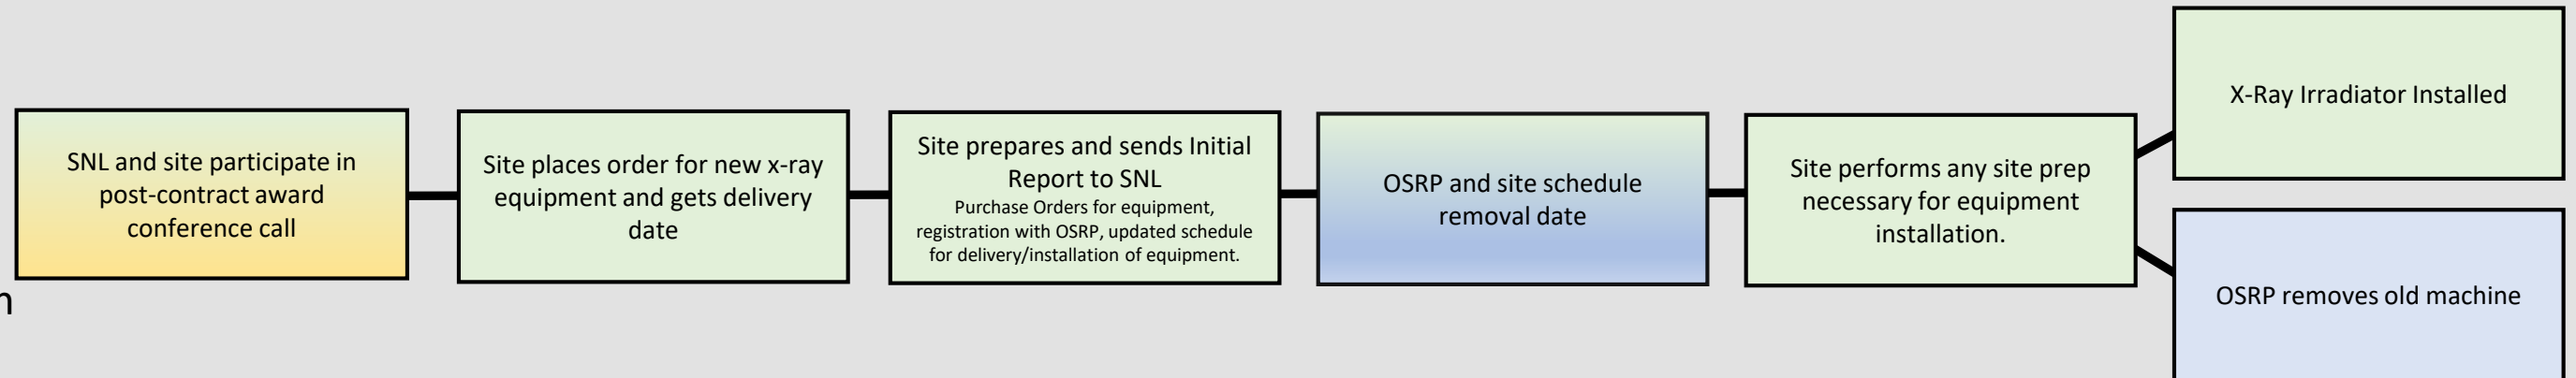 SNL and site participate in
post-contract award
conference call
Site places order for new x-ray
equipment and gets delivery
date
Site prepares and sends Initial
Report to SNL
Purchase Orders for equipment,
registration with OSRP, updated schedule
for delivery/installation of equipment.
OSRP and site schedule
removal date
Site performs any site prep
necessary for equipment
installation.
X-Ray Irradiator Installed
OSRP removes old machine